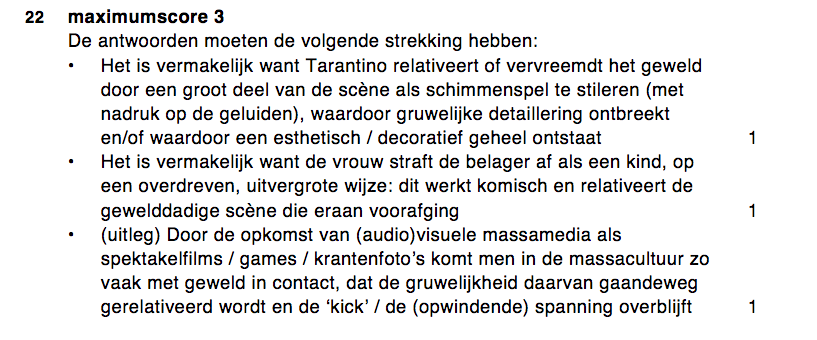 22 maximumscore 3
De antwoorden moeten de volgende strekking hebben:
• Het is vermakelijk want Tarantino relativeert of vervreemdt het geweld
door een groot deel van de scène als schimmenspel te stileren (met
nadruk op de geluiden), waardoor gruwelijke detaillering ontbreekt
en/of waardoor een esthetisch / decoratief geheel ontstaat 1
• Het is vermakelijk want de vrouw straft de belager af als een kind, op
een overdreven, uitvergrote wijze: dit werkt komisch en relativeert de
gewelddadige scène die eraan voorafging 1
• (uitleg) Door de opkomst van (audio)visuele massamedia als
spektakelfilms / games / krantenfoto's komt men in de massacultuur zo
vaak met geweld in contact, dat de gruwelijkheid daarvan gaandeweg
gerelativeerd wordt en de ‘kick’ / de (opwindende) spanning overblijft 1